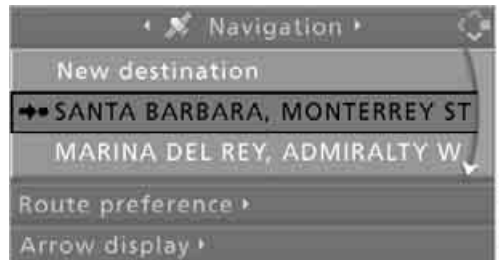 Navigation
New destination
SANTA BARBARA, MONTERREY ST
MARINA DEL REY, ADMIRALTY W
Route preference
Arrow display